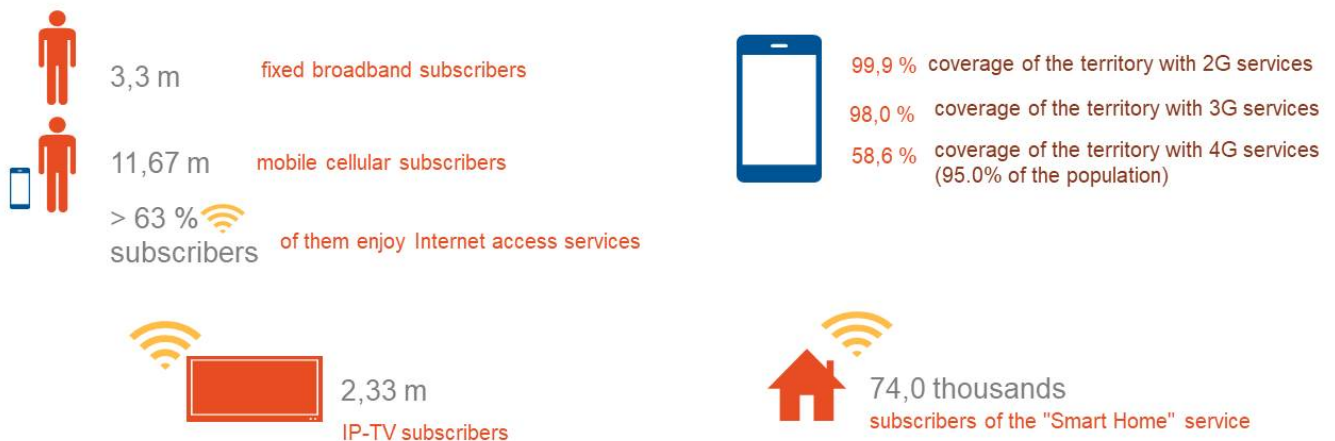 3,3 m
fixed broadband subscribers
11,67 m
mobile cellular subscribers
> 63 %
subscribers
of them enjoy Internet access services
99,9 % coverage of the territory with 2G services
98,0 % coverage of the territory with 3G services
58,6 % coverage of the territory with 4G services
(95.0% of the population)
2,33 m
IP-TV subscribers
74,0 thousands
subscribers of the "Smart Home" service